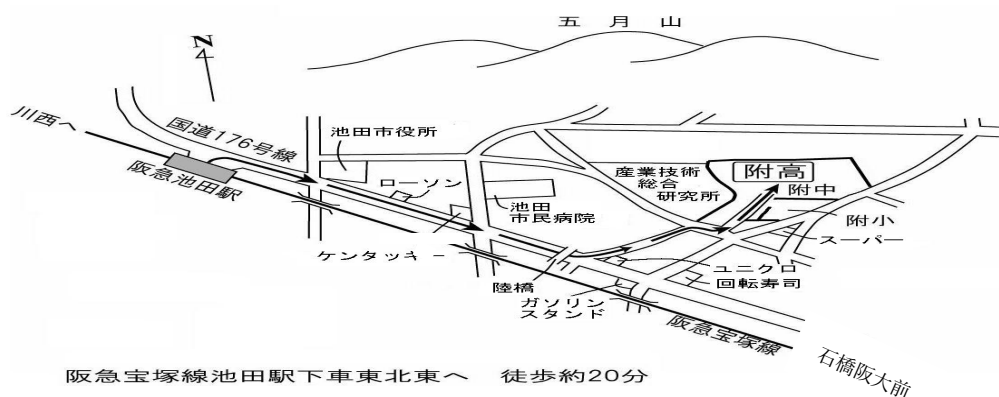 五月山
N
川西へ
国道176号線
池田市役所
阪急池田駅
ローソン
池田
市民病院
産業技術
総合
研究所
附高
附中
附小
スーパー
ケンタッキー
陸橋
ユニクロ
回転寿司
ガソリン
スタンド
阪急宝塚線
石橋阪大前
阪急宝塚線池田駅下車東北東へ　徒歩約20分